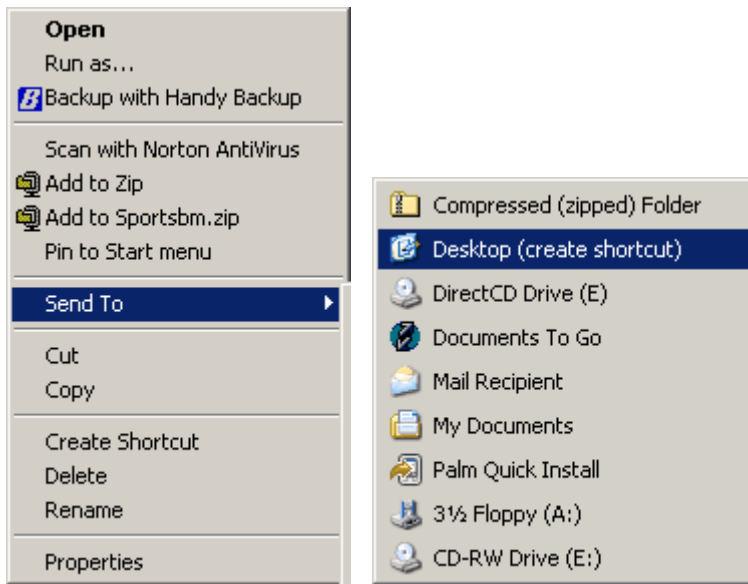 Open
Run as...
Backup with Handy Backup
Scan with Norton AntiVirus
Add to Zip
Add to Sportsbm.zip
Pin to Start menu
Send To
Cut
Copy
Create Shortcut
Delete
Rename
Properties
Compressed (zipped) Folder
Desktop (create shortcut)
DirectCD Drive (E)
Documents To Go
Mail Recipient
My Documents
Palm Quick Install
3½ Floppy (A:)
CD-RW Drive (E:)